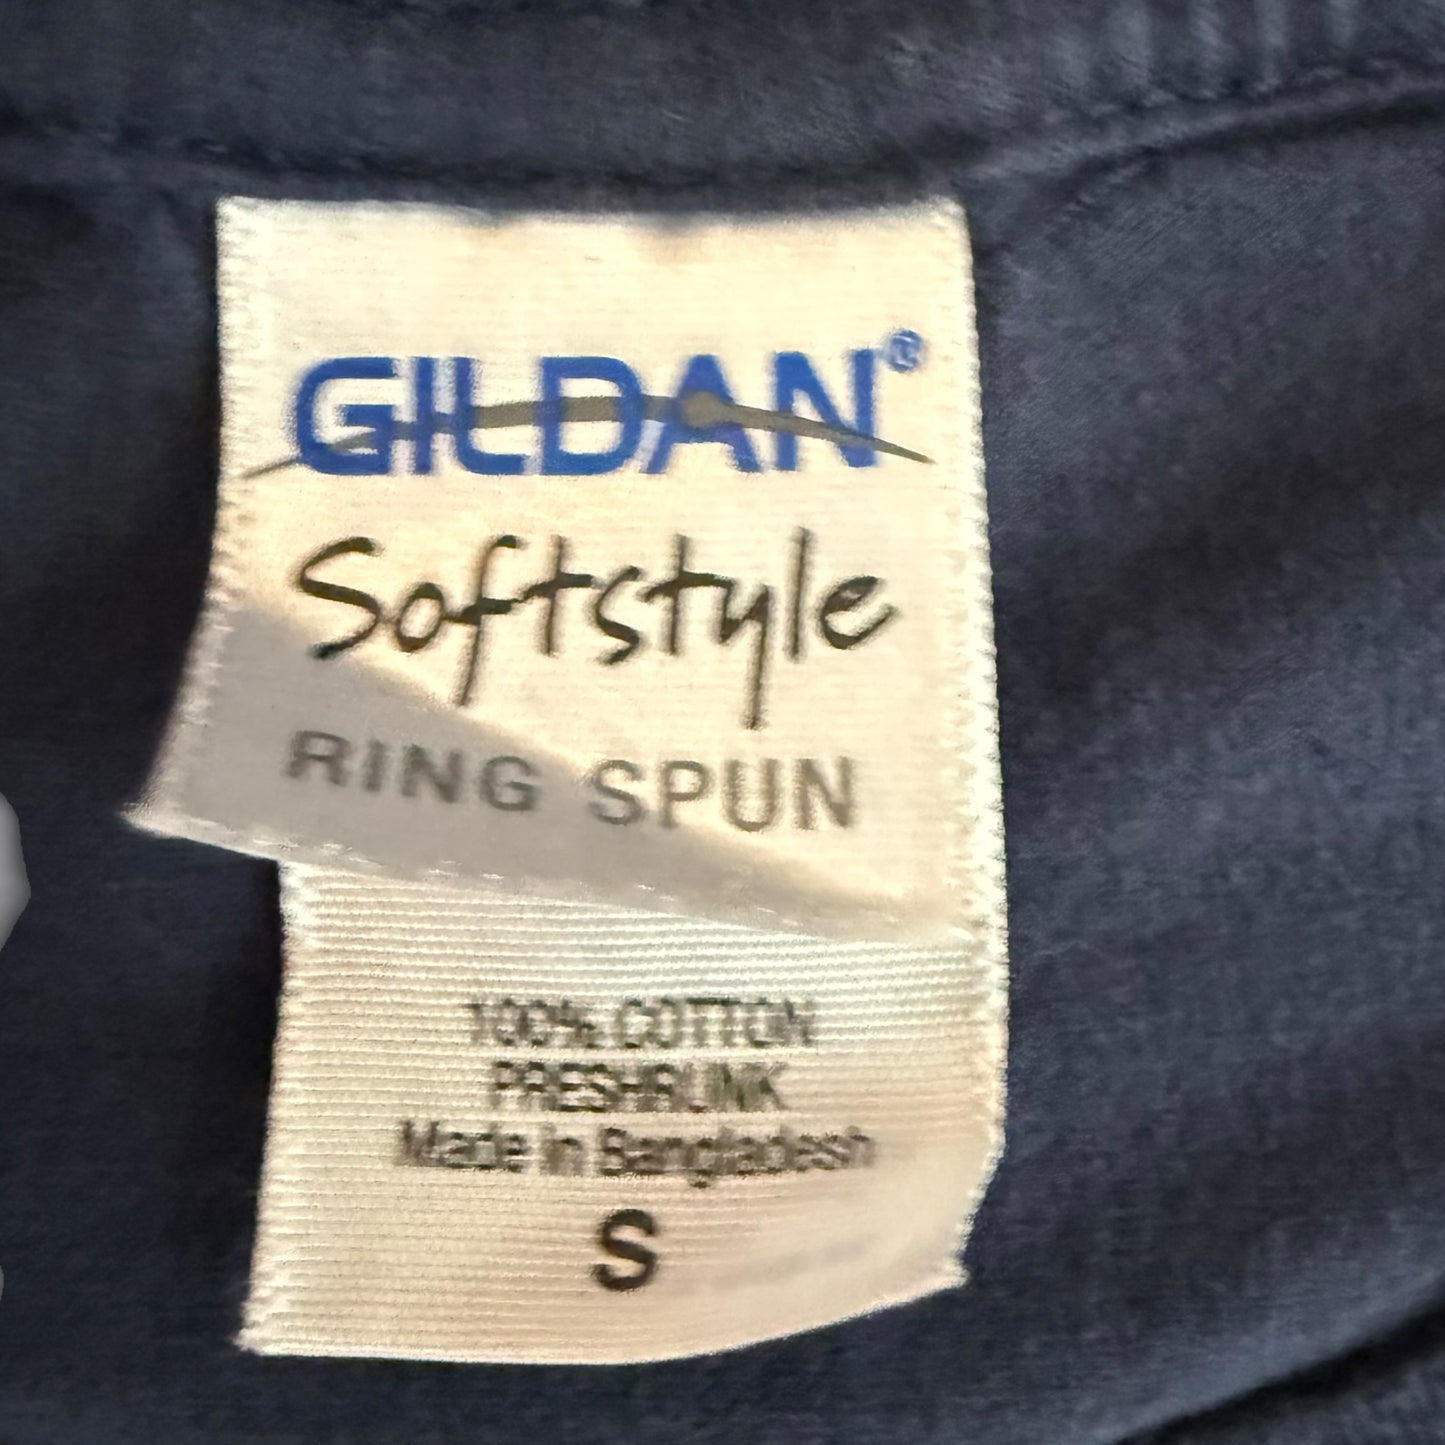 GILDAN®
Softstyle
RING SPUN
100% COTTON
PRESHRUNK
Made in Bangladesh
S